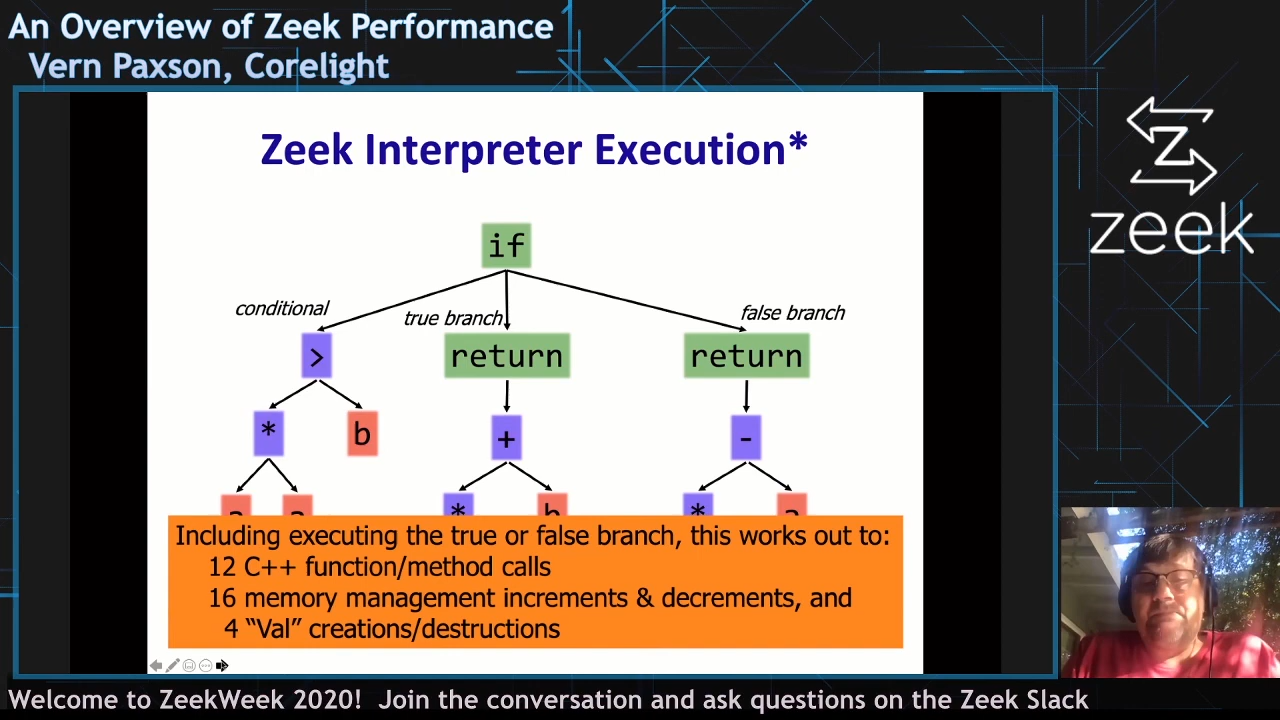 An Overview of Zeek Performance
Vern Paxson, Corelight
Zeek Interpreter Execution*
if
conditional
true branch
false branch
>
return
return
*
b
+
-
a
a
*
b
*
a
Including executing the true or false branch, this works out to:
12 C++ function/method calls
16 memory management increments & decrements, and
4 “Val” creations/destructions
Z
zeek
Welcome to ZeekWeek 2020! Join the conversation and ask questions on the Zeek Slack